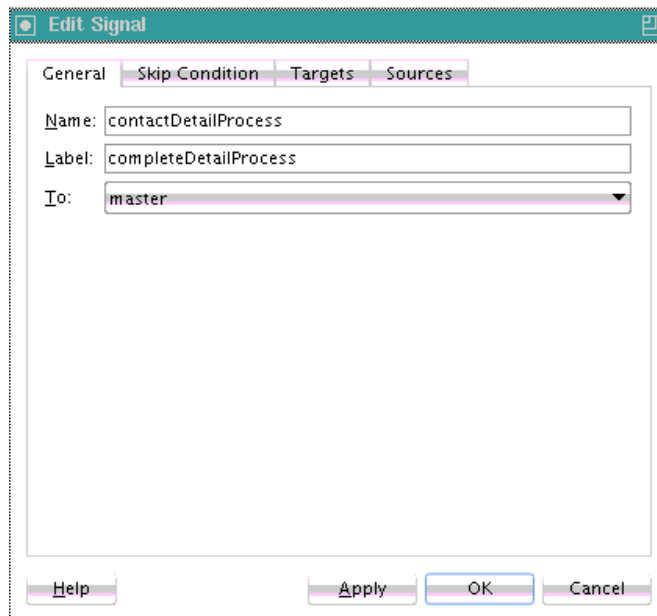 Edit Signal
General Skip Condition Targets Sources
Name: contactDetailProcess
Label: completeDetailProcess
To: master
Help Apply OK Cancel